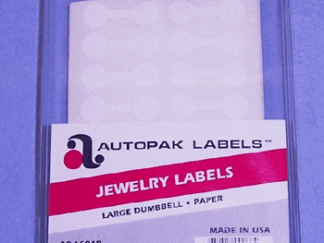 a AUTOPAK LABELS™
JEWELRY LABELS
LARGE DUMBBELL • PAPER
MADE IN USA